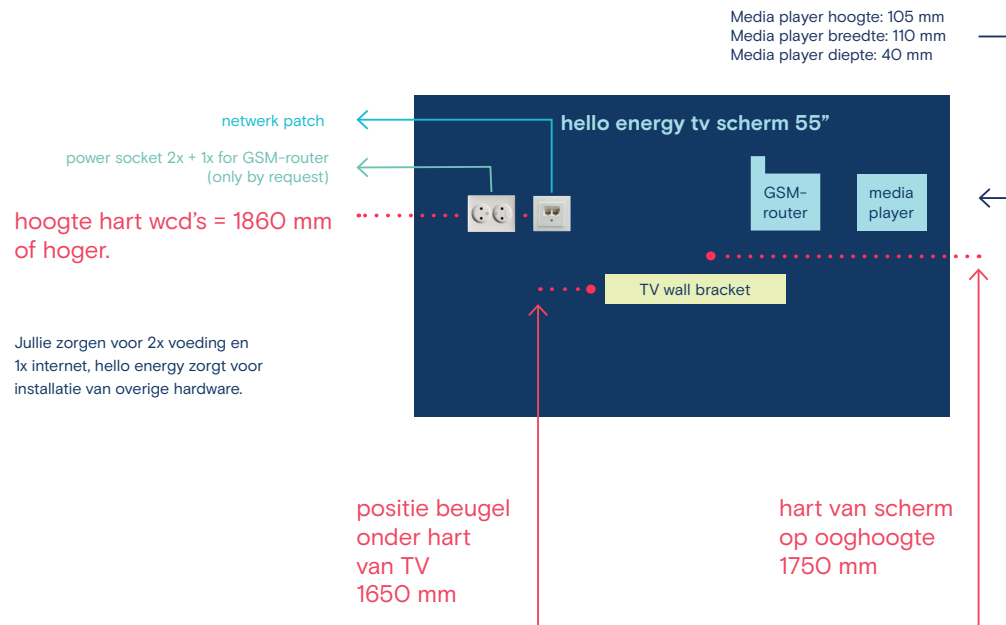 Media player hoogte: 105 mm
Media player breedte: 110 mm
Media player diepte: 40 mm
hello energy tv scherm 55”
netwerk patch
power socket 2x + 1x for GSM-router
(only by request)
GSM-
router
media
player
hoogte hart wcd’s = 1860 mm
of hoger.
TV wall bracket
Jullie zorgen voor 2x voeding en
1x internet, hello energy zorgt voor
installatie van overige hardware.
positie beugel
onder hart
van TV
1650 mm
hart van scherm
op ooghoogte
1750 mm